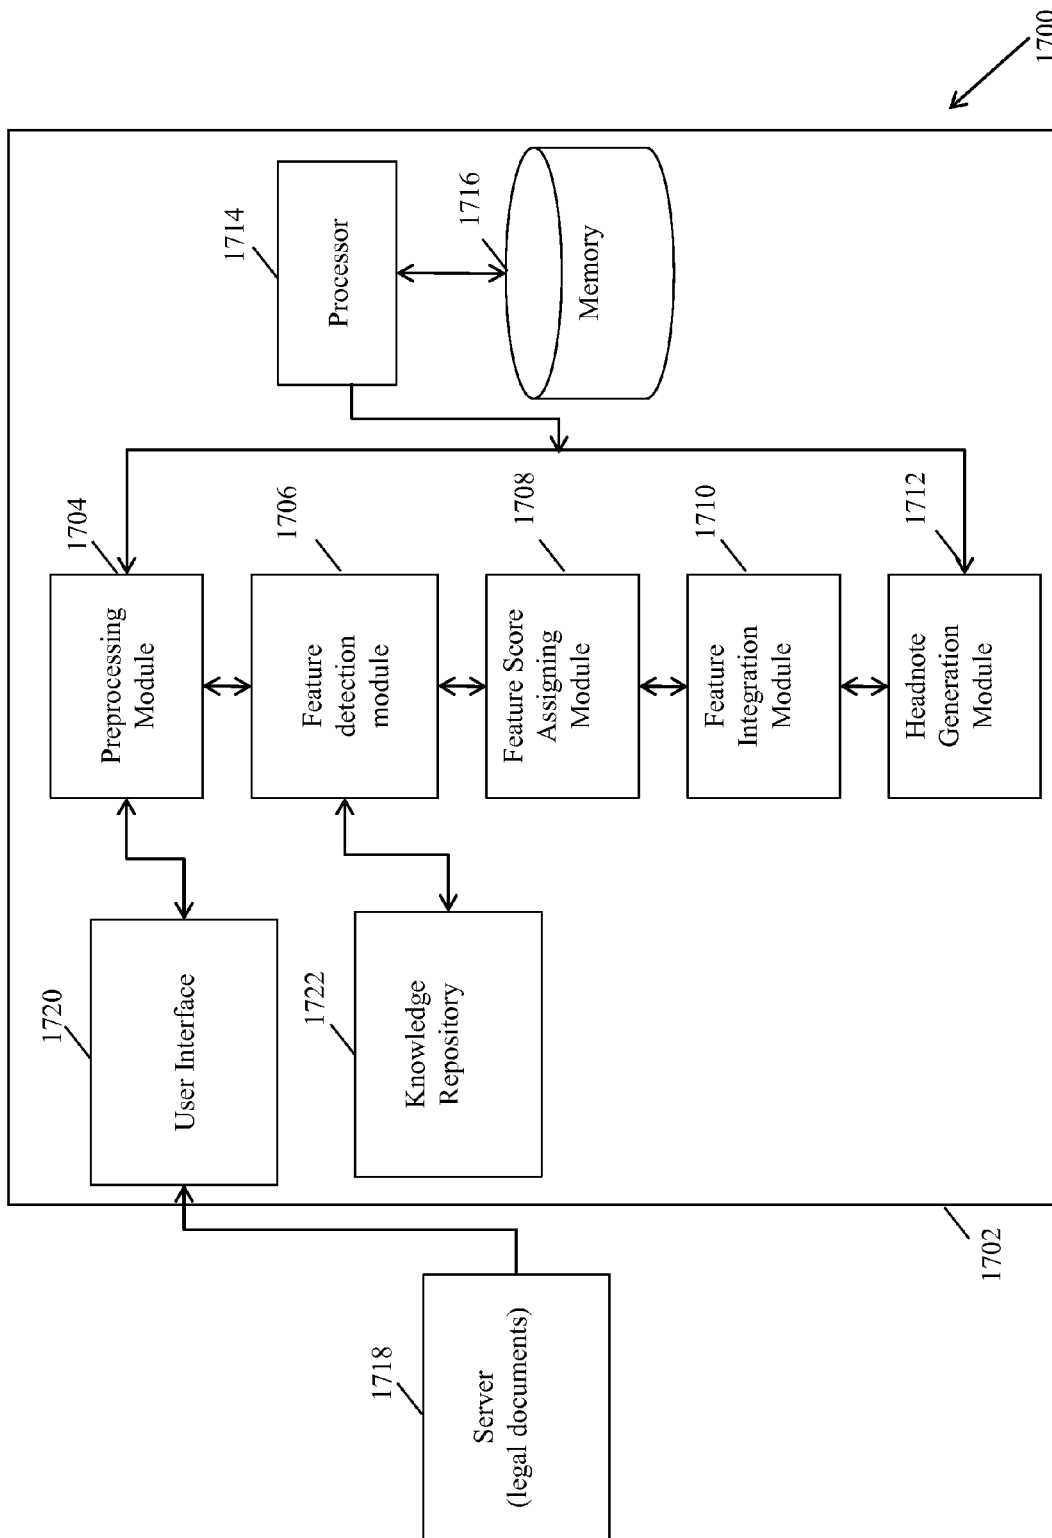 1700
1714
Processor
1716
Memory
1704
Preprocessing
Module
1706
Feature
detection
module
1708
Feature Score
Assigning
Module
1710
Feature
Integration
Module
1712
Headnote
Generation
Module
1720
User Interface
1722
Knowledge
Repository
1702
1718
Server
(legal documents)